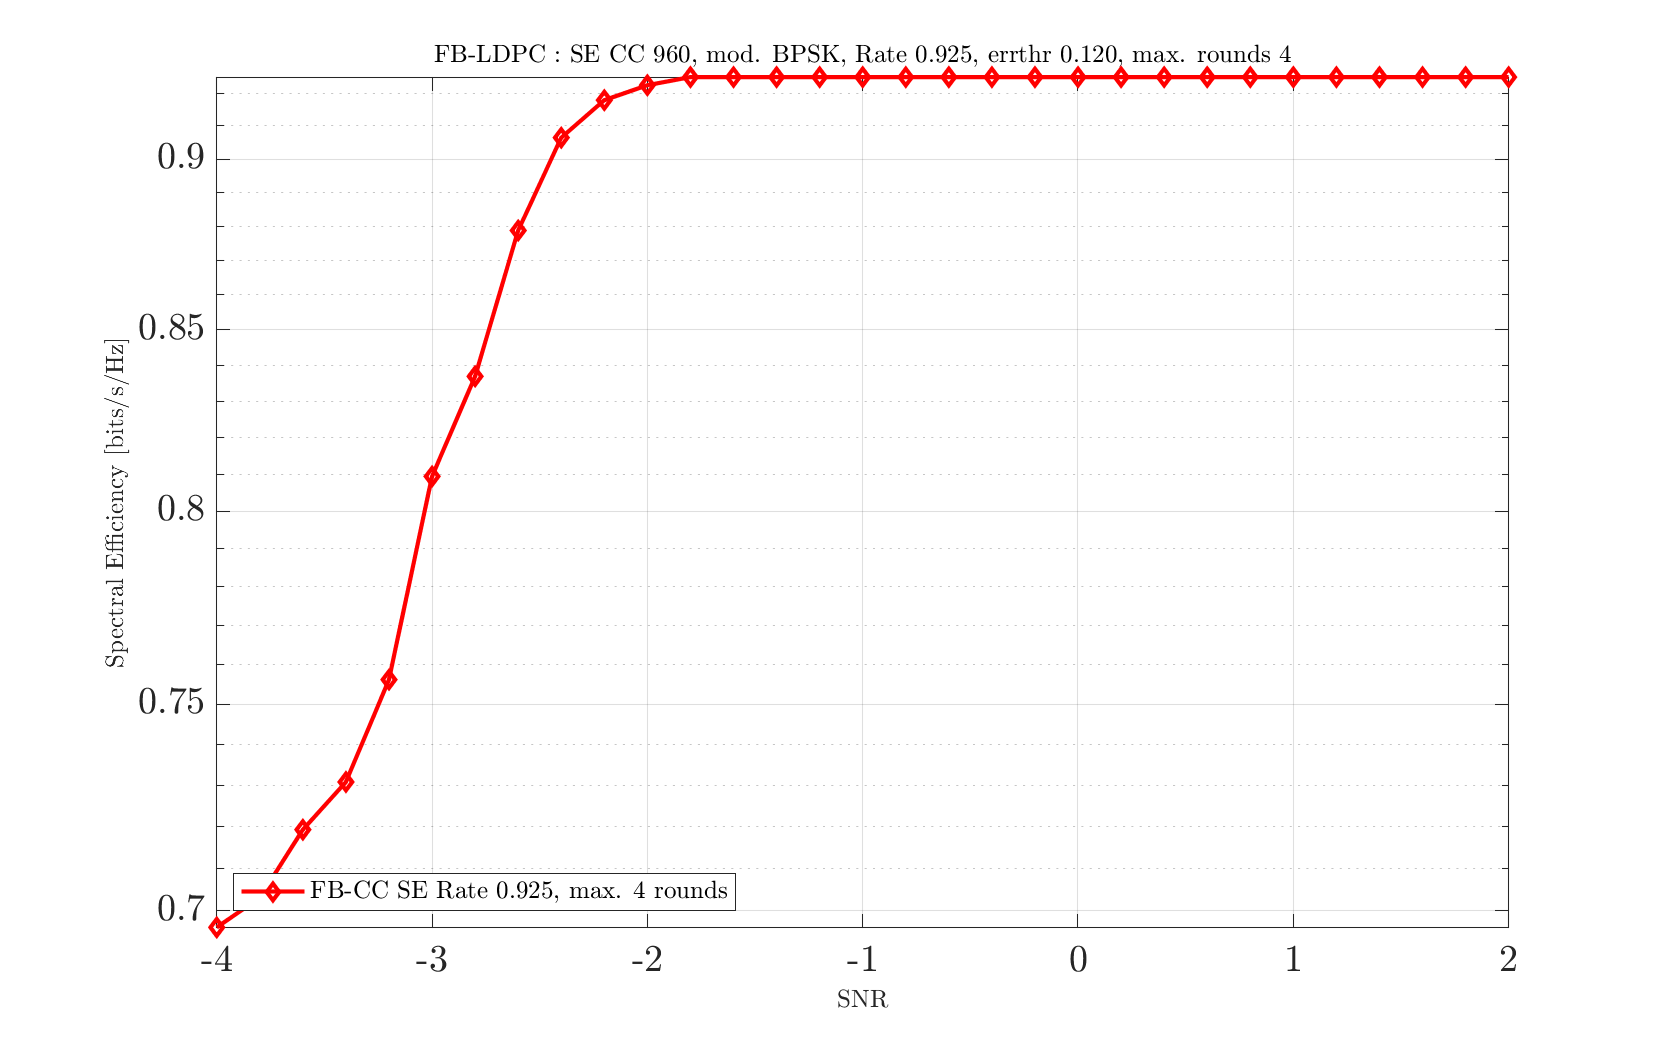 FB-LDPC : SE CC 960, mod. BPSK, Rate 0.925, errthr 0.120, max. rounds 4
0.9
0.85
0.8
0.75
0.7
Spectral Efficiency [bits/s/Hz]
FB-CC SE Rate 0.925, max. 4 rounds
-4 -3 -2 -1 0 1 2
SNR